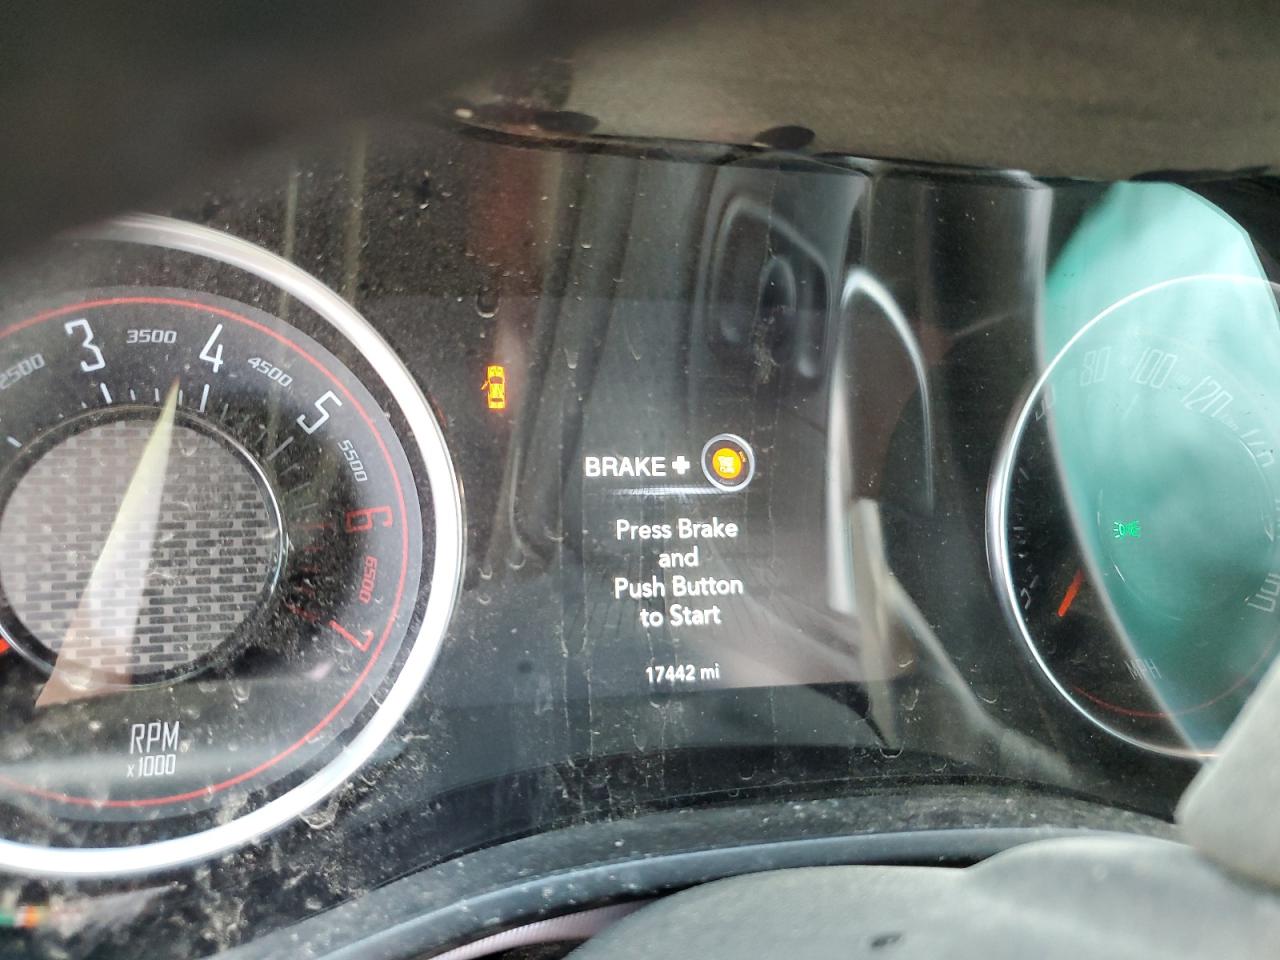 2500
3
3500
4
4500
5
5500
6
6500
7
RPM
x1000
BRAKE +
Press Brake
and
Push Button
to Start
17442 mi
80
100
120
MPH